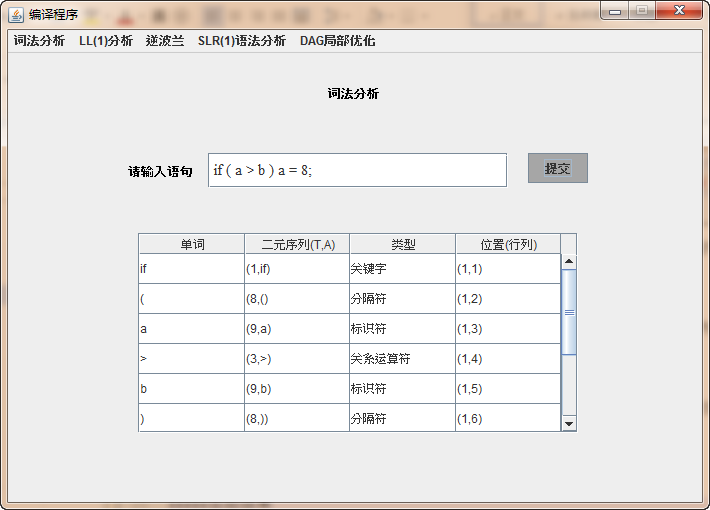 编译程序
词法分析 LL(1)分析 逆波兰 SLR(1)语法分析 DAG局部优化
词法分析
请输入语句 if ( a > b ) a = 8; 提交
单词 二元序列(T,A) 类型 位置(行列)
if (1,if) 关键字 (1,1)
( (8,() 分隔符 (1,2)
a (9,a) 标识符 (1,3)
> (3,>) 关系运算符 (1,4)
b (9,b) 标识符 (1,5)
) (8,)) 分隔符 (1,6)